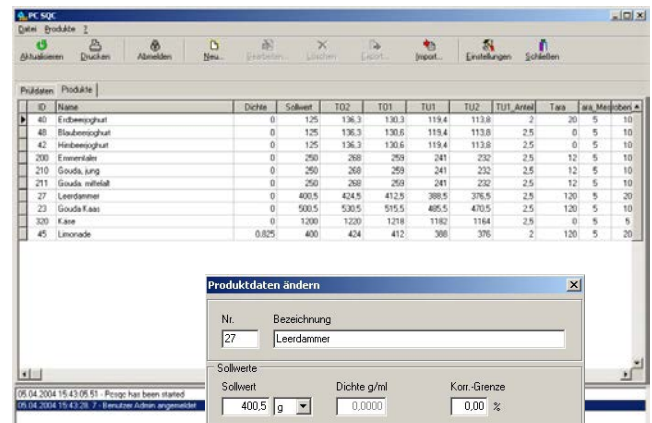 PC SQC
Datei Produkte ?
Aktualisieren Drucken Abmelden Neu... Bearbeiten... Löschen Export... Import... Einstellungen Schließen
Prüfdaten Produkte
ID Name Dichte Sollwert TO2 TO1 TU1 TU2 TU1_Anteil Tara
40 Erdbeerjoghurt 0 125 136,3 130,3 119,4 113,8 2 20 5 10
48 Blaubeerjoghurt 0 125 136,3 130,6 119,4 113,8 2,5 0 5 10
42 Himbeerjoghurt 0 125 136,3 130,6 119,4 113,8 2,5 0 5 10
200 Emmentaler 0 250 268 259 241 232 2,5 12 5 10
210 Gouda, jung 0 250 268 259 241 232 2,5 12 5 10
211 Gouda mittelalt 0 250 268 259 241 232 2,5 12 5 10
27 Leerdammer 0 400,5 424,5 412,5 388,5 376,5 2,5 120 5 20
23 Gouda Kaas 0 500,5 530,5 515,5 485,5 470,5 2,5 120 5 10
320 Käse 0 1200 1220 1218 1182 1164 2,5 0 5 5
45 Limonade 0,825 400 424 412 388 376 2 120 5 20
Produktdaten ändern
Nr. Bezeichnung
27 Leerdammer
Sollwerte
Sollwert Dichte g/ml Korr.-Grenze
400,5 g 0,0000 0,00 %
05.04.2004 15:43:05.51 - Pcsqc has been started
05.04.2004 15:43:28. 7 - Benutzer Admin angemeldet